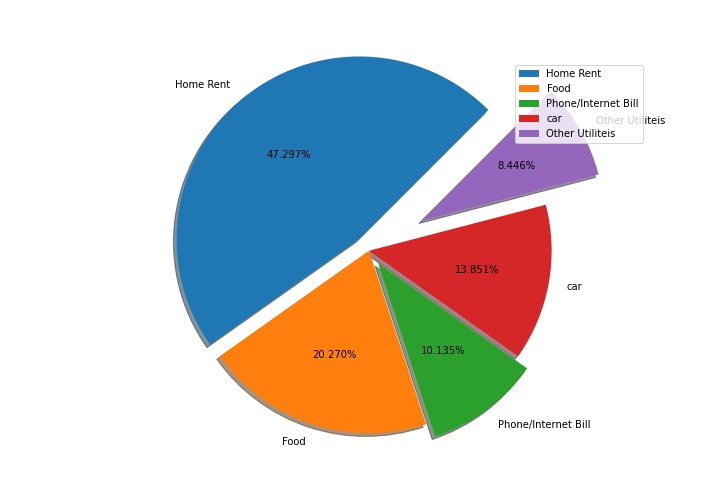 Home Rent
47.297%
Home Rent
Food
Phone/Internet Bill
car
Other Utiliteis
Other Utiliteis
8.446%
13.851%
car
20.270%
10.135%
Phone/Internet Bill
Food